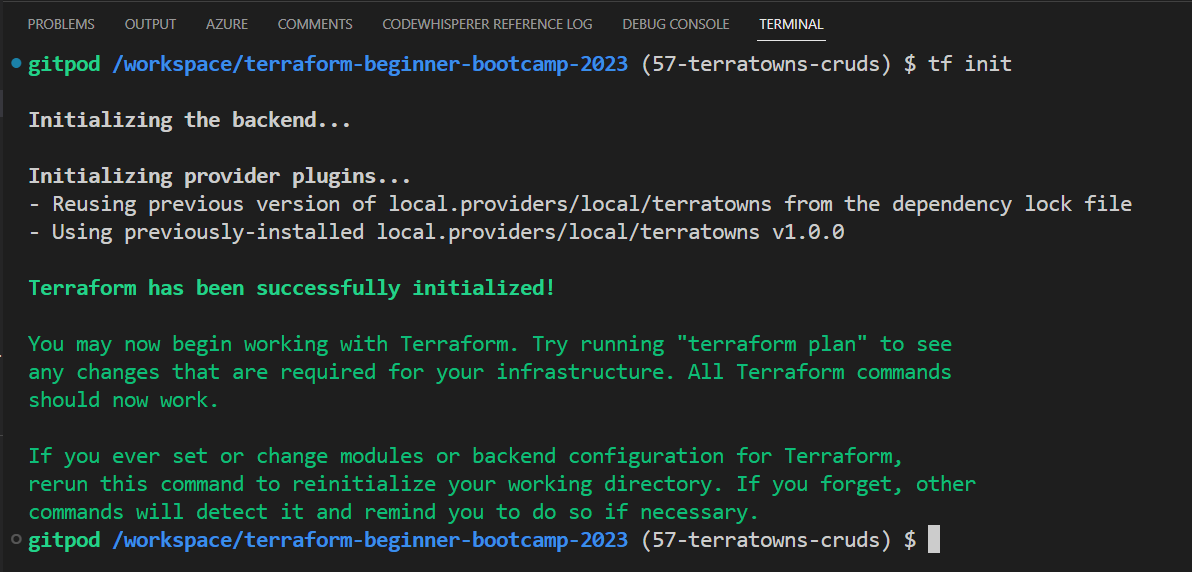 PROBLEMS OUTPUT AZURE COMMENTS CODEWHISPERER REFERENCE LOG DEBUG CONSOLE TERMINAL
gitpod /workspace/terraform-beginner-bootcamp-2023 (57-terratowns-cruds) $ tf init
Initializing the backend...
Initializing provider plugins...
- Reusing previous version of local.providers/local/terratowns from the dependency lock file
- Using previously-installed local.providers/local/terratowns v1.0.0
Terraform has been successfully initialized!
You may now begin working with Terraform. Try running "terraform plan" to see
any changes that are required for your infrastructure. All Terraform commands
should now work.
If you ever set or change modules or backend configuration for Terraform,
rerun this command to reinitialize your working directory. If you forget, other
commands will detect it and remind you to do so if necessary.
gitpod /workspace/terraform-beginner-bootcamp-2023 (57-terratowns-cruds) $